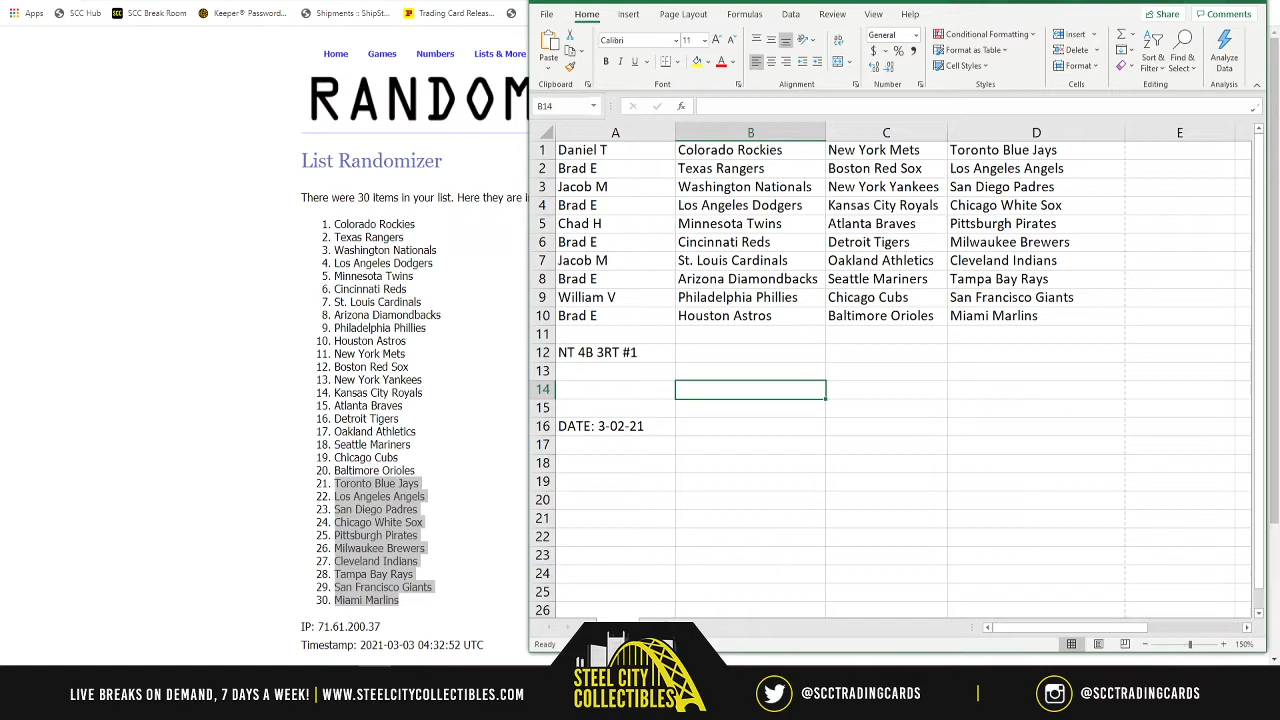 Apps SCC Hub SCC Break Room Keeper® Password... Shipments ::ShipSt... Trading Card Releas...
Home Games Numbers Lists & More
RANDOM
List Randomizer
There were 30 items in your list. Here they are i
1. Colorado Rockies
2. Texas Rangers
3. Washington Nationals
4. Los Angeles Dodgers
5. Minnesota Twins
6. Cincinnati Reds
7. St. Louis Cardinals
8. Arizona Diamondbacks
9. Philadelphia Phillies
10. Houston Astros
11. New York Mets
12. Boston Red Sox
13. New York Yankees
14. Kansas City Royals
15. Atlanta Braves
16. Detroit Tigers
17. Oakland Athletics
18. Seattle Mariners
19. Chicago Cubs
20. Baltimore Orioles
21. Toronto Blue Jays
22. Los Angeles Angels
23. San Diego Padres
24. Chicago White Sox
25. Pittsburgh Pirates
26. Milwaukee Brewers
27. Cleveland Indians
28. Tampa Bay Rays
29. San Francisco Giants
30. Miami Marlins
IP: 71.61.200.37
Timestamp: 2021-03-03 04:32:52 UTC
File Home Insert Page Layout Formulas Data Review View Help Share Comments
Paste Calibri 11 General Conditional Formatting Insert
Format as Table Delete Sort & Find & Analyze
Cell Styles Format Filter Select Data
Clipboard Font Alignment Number Styles Cells Editing Analysis
B14 fx
A B C D E
1 Daniel T Colorado Rockies New York Mets Toronto Blue Jays
2 Brad E Texas Rangers Boston Red Sox Los Angeles Angels
3 Jacob M Washington Nationals New York Yankees San Diego Padres
4 Brad E Los Angeles Dodgers Kansas City Royals Chicago White Sox
5 Chad H Minnesota Twins Atlanta Braves Pittsburgh Pirates
6 Brad E Cincinnati Reds Detroit Tigers Milwaukee Brewers
7 Jacob M St. Louis Cardinals Oakland Athletics Cleveland Indians
8 Brad E Arizona Diamondbacks Seattle Mariners Tampa Bay Rays
9 William V Philadelphia Phillies Chicago Cubs San Francisco Giants
10 Brad E Houston Astros Baltimore Orioles Miami Marlins
11
12 NT 4B 3RT #1
13
14
15
16 DATE: 3-02-21
17
18
19
20
21
22
23
24
25
26
Ready 150%
LIVE BREAKS ON DEMAND, 7 DAYS A WEEK! | WWW.STEELCITYCOLLECTIBLES.COM
STEEL CITY
COLLECTIBLES
@SCCTRADINGCARDS | @SCCTRADINGCARDS